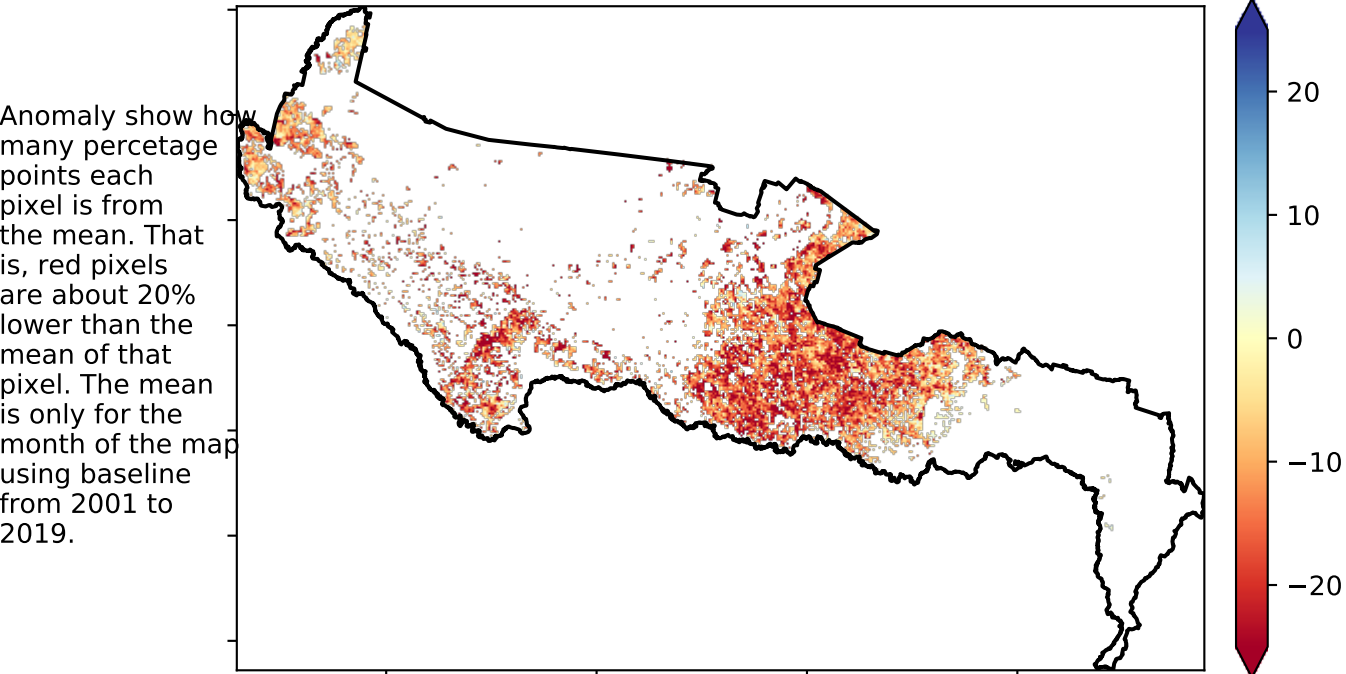 Anomaly show how
many percetage
points each
pixel is from
the mean. That
is, red pixels
are about 20%
lower than the
mean of that
pixel. The mean
is only for the
month of the map
using baseline
from 2001 to
2019.
20
10
0
−10
−20